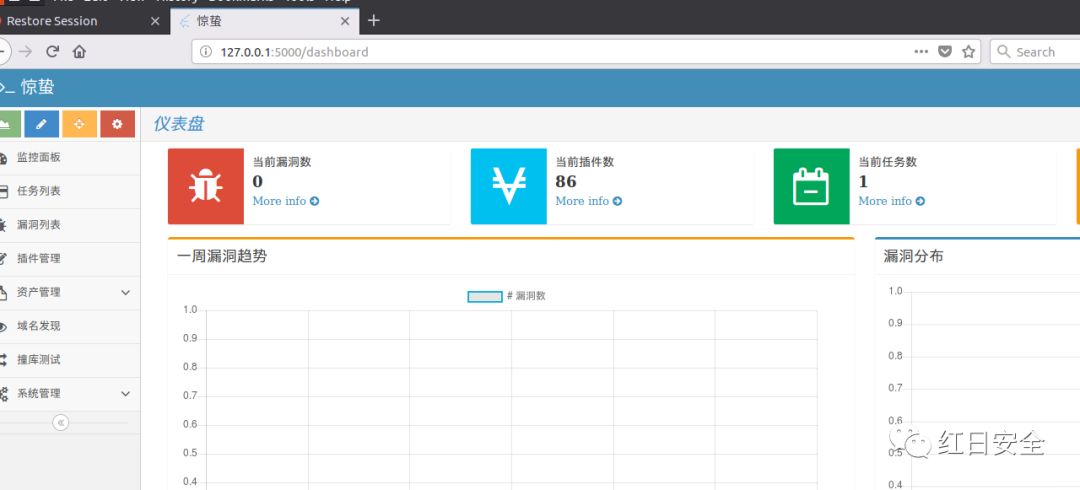 Restore Session
惊蛰
127.0.0.1:5000/dashboard
Search
惊蛰
仪表盘
监控面板
任务列表
漏洞列表
插件管理
资产管理
域名发现
撞库测试
系统管理
当前漏洞数
0
More info
当前插件数
86
More info
当前任务数
1
More info
一周漏洞趋势
# 漏洞数
1.0
0.9
0.8
0.7
0.6
0.5
0.4
漏洞分布
1.0
0.9
0.8
0.7
0.6
0.5
0.4
红日安全